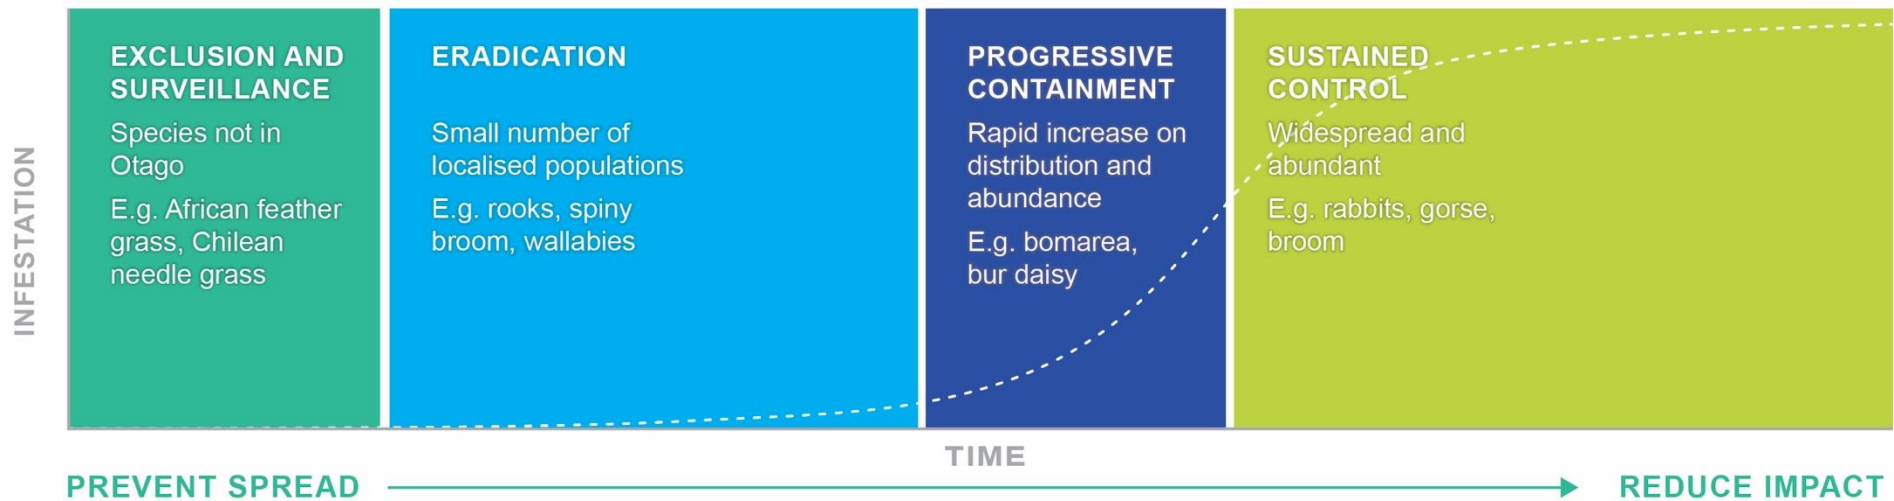 INFESTATION
EXCLUSION AND
SURVEILLANCE
Species not in
Otago
E.g. African feather
grass, Chilean
needle grass
ERADICATION
Small number of
localised populations
E.g. rooks, spiny
broom, wallabies
PROGRESSIVE
CONTAINMENT
Rapid increase on
distribution and
abundance
E.g. bomarea,
bur daisy
SUSTAINED
CONTROL
Widespread and
abundant
E.g. rabbits, gorse,
broom
TIME
PREVENT SPREAD
REDUCE IMPACT